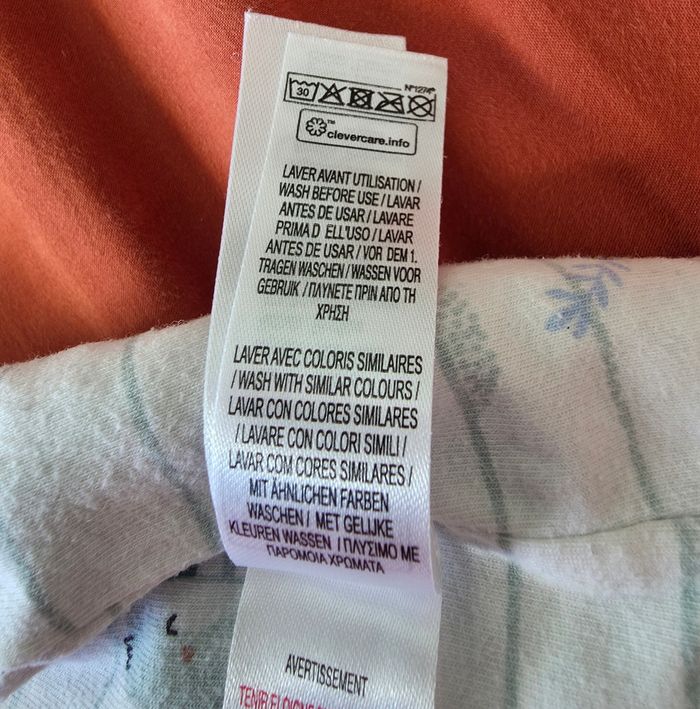 30 N°1274*
™
clevercare.info
LAVER AVANT UTILISATION /
WASH BEFORE USE / LAVAR
ANTES DE USAR / LAVARE
PRIMA D ELL'USO / LAVAR
ANTES DE USAR / VOR DEM 1.
TRAGEN WASCHEN / WASSEN VOOR
GEBRUIK / ΠΛΥΝΕΤΕ ΠΡΙΝ ΑΠΟ ΤΗ
ΧΡΗΣΗ
LAVER AVEC COLORIS SIMILAIRES
/ WASH WITH SIMILAR COLOURS /
LAVAR CON COLORES SIMILARES
/ LAVARE CON COLORI SIMILI /
LAVAR COM CORES SIMILARES /
MIT ÄHNLICHEN FARBEN
WASCHEN / MET GELIJKE
KLEUREN WASSEN / ΠΛΥΣΙΜΟ ΜΕ
ΠΑΡΟΜΟΙΑ ΧΡΩΜΑΤΑ
AVERTISSEMENT
TENIR